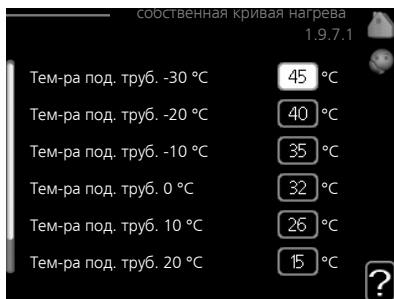 собственная кривая нагрева
1.9.7.1
Тем-ра под. труб. -30 °C 45 °C
Тем-ра под. труб. -20 °C 40 °C
Тем-ра под. труб. -10 °C 35 °C
Тем-ра под. труб. 0 °C 32 °C
Тем-ра под. труб. 10 °C 26 °C
Тем-ра под. труб. 20 °C 15 °C
?